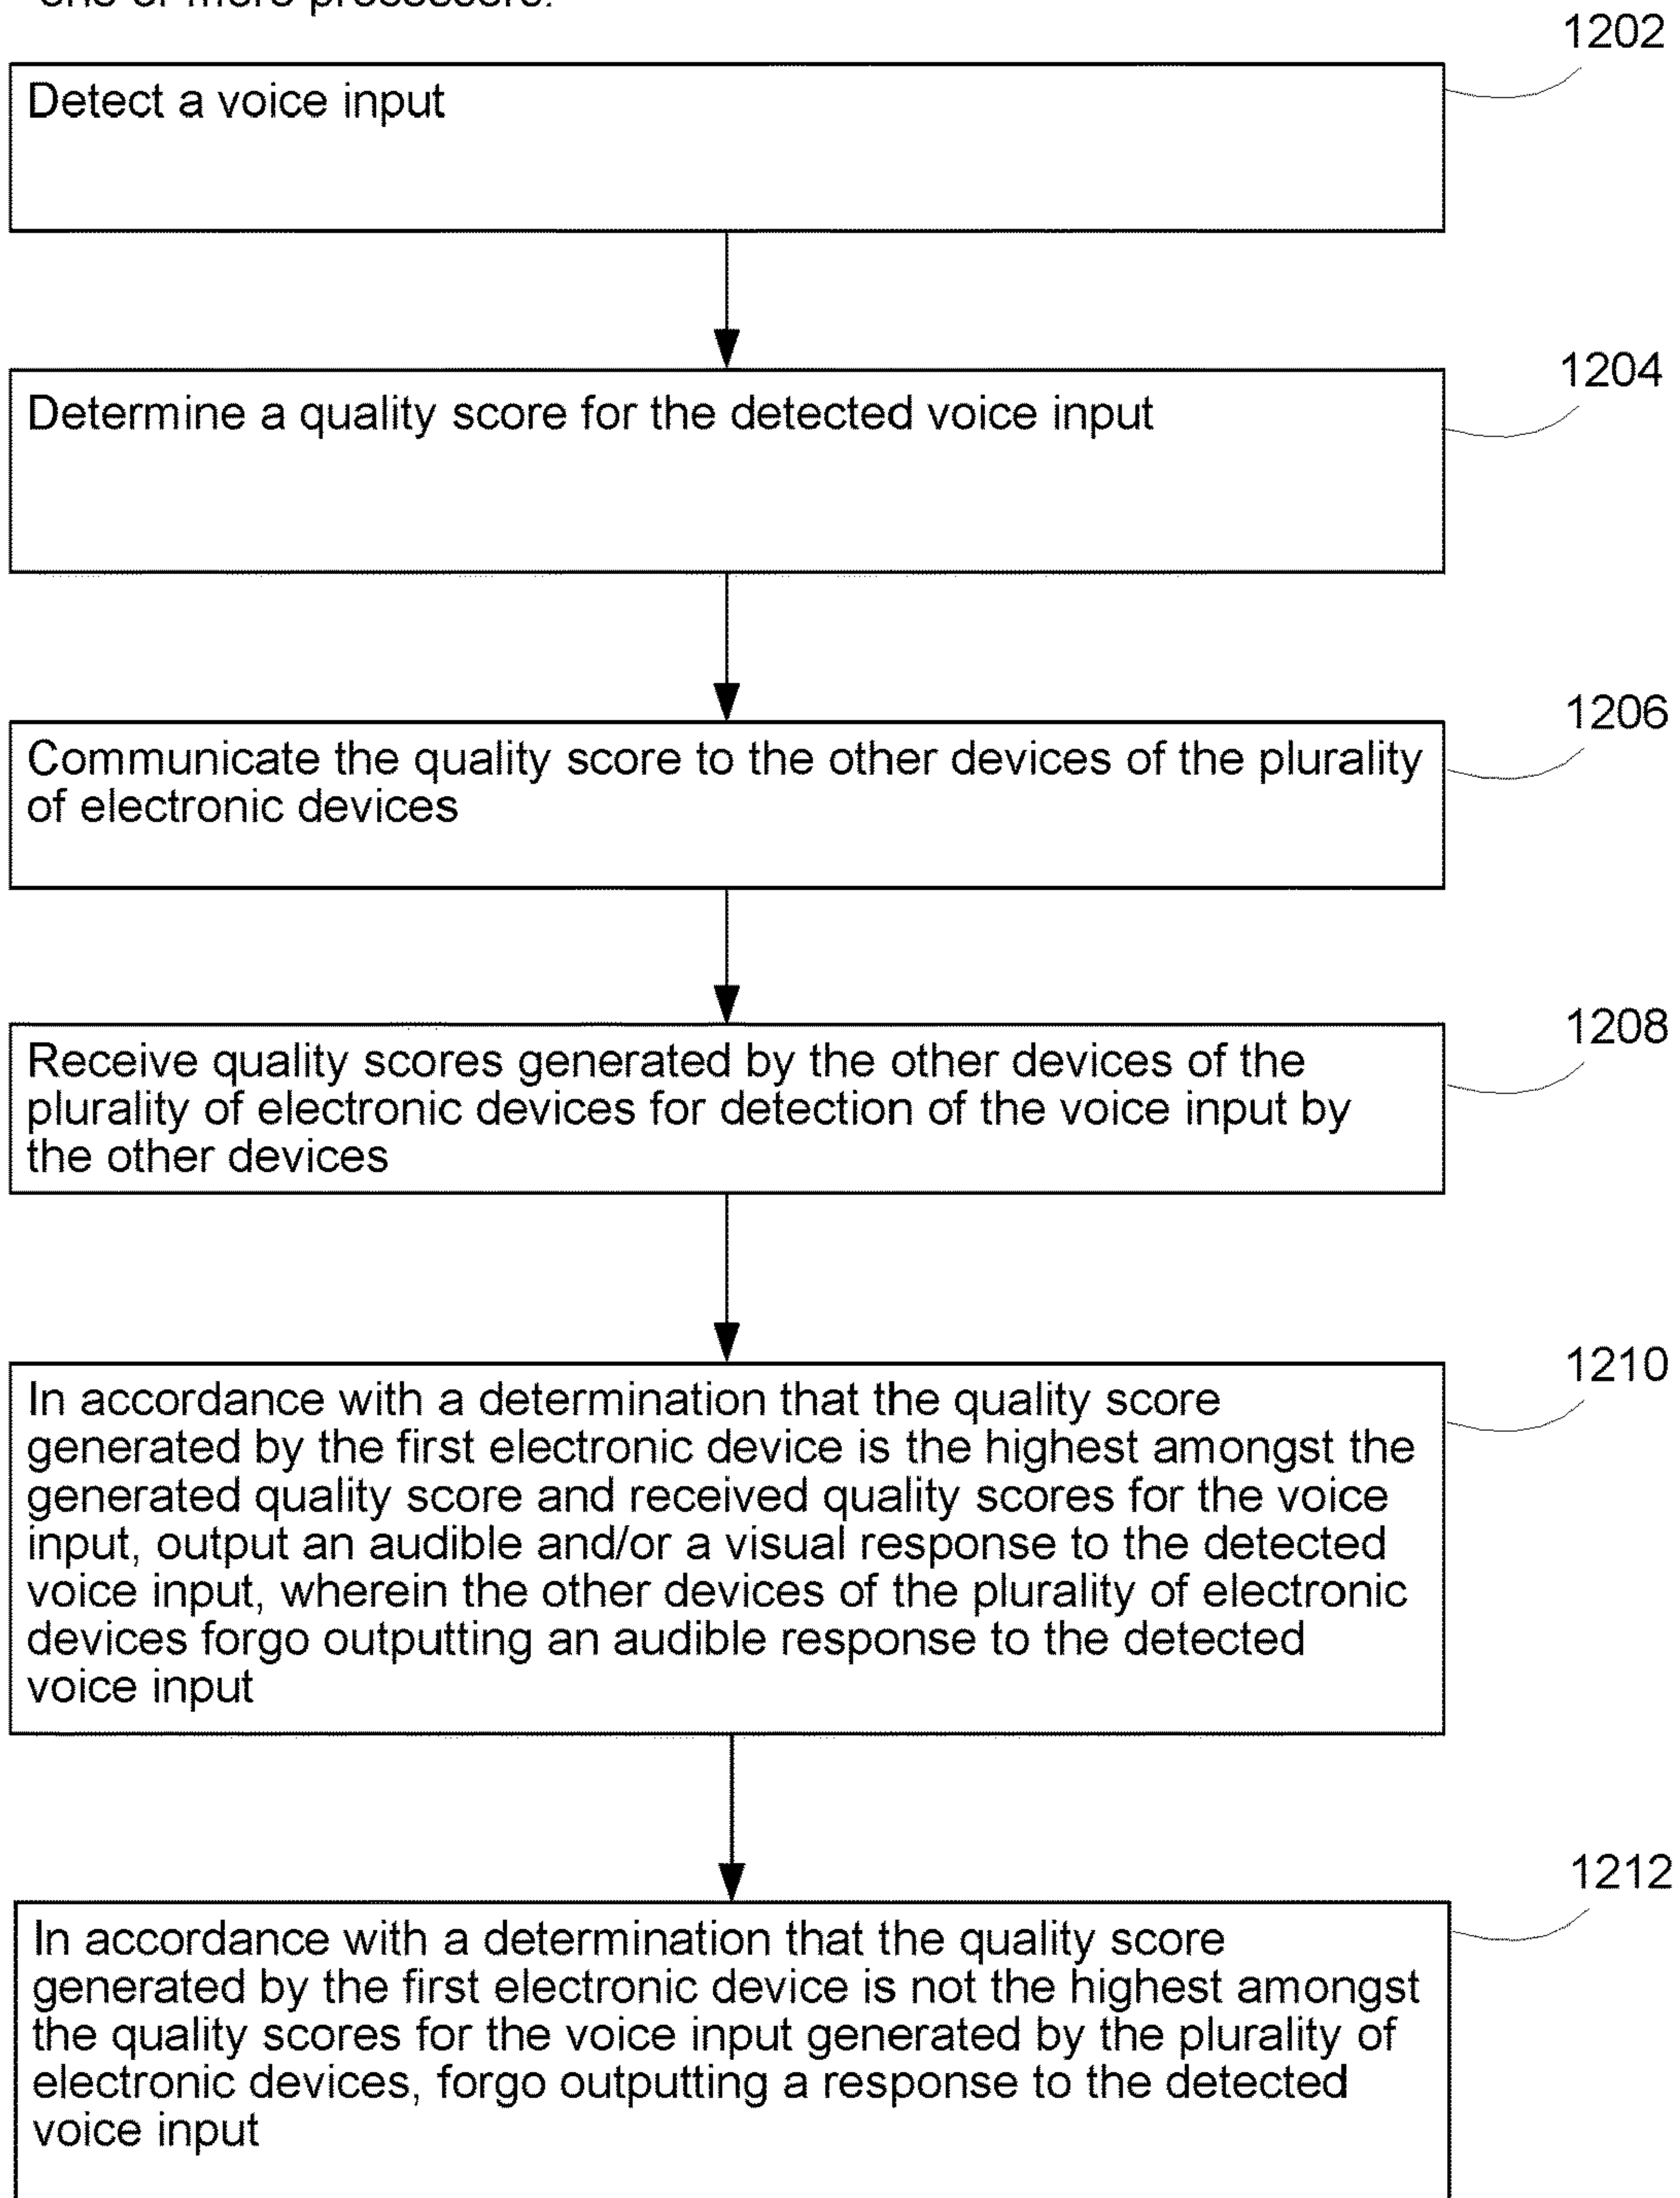 one or more processors.
1202
Detect a voice input
1204
Determine a quality score for the detected voice input
1206
Communicate the quality score to the other devices of the plurality
of electronic devices
1208
Receive quality scores generated by the other devices of the
plurality of electronic devices for detection of the voice input by
the other devices
1210
In accordance with a determination that the quality score
generated by the first electronic device is the highest amongst the
generated quality score and received quality scores for the voice
input, output an audible and/or a visual response to the detected
voice input, wherein the other devices of the plurality of electronic
devices forgo outputting an audible response to the detected
voice input
1212
In accordance with a determination that the quality score
generated by the first electronic device is not the highest amongst
the quality scores for the voice input generated by the plurality of
electronic devices, forgo outputting a response to the detected
voice input